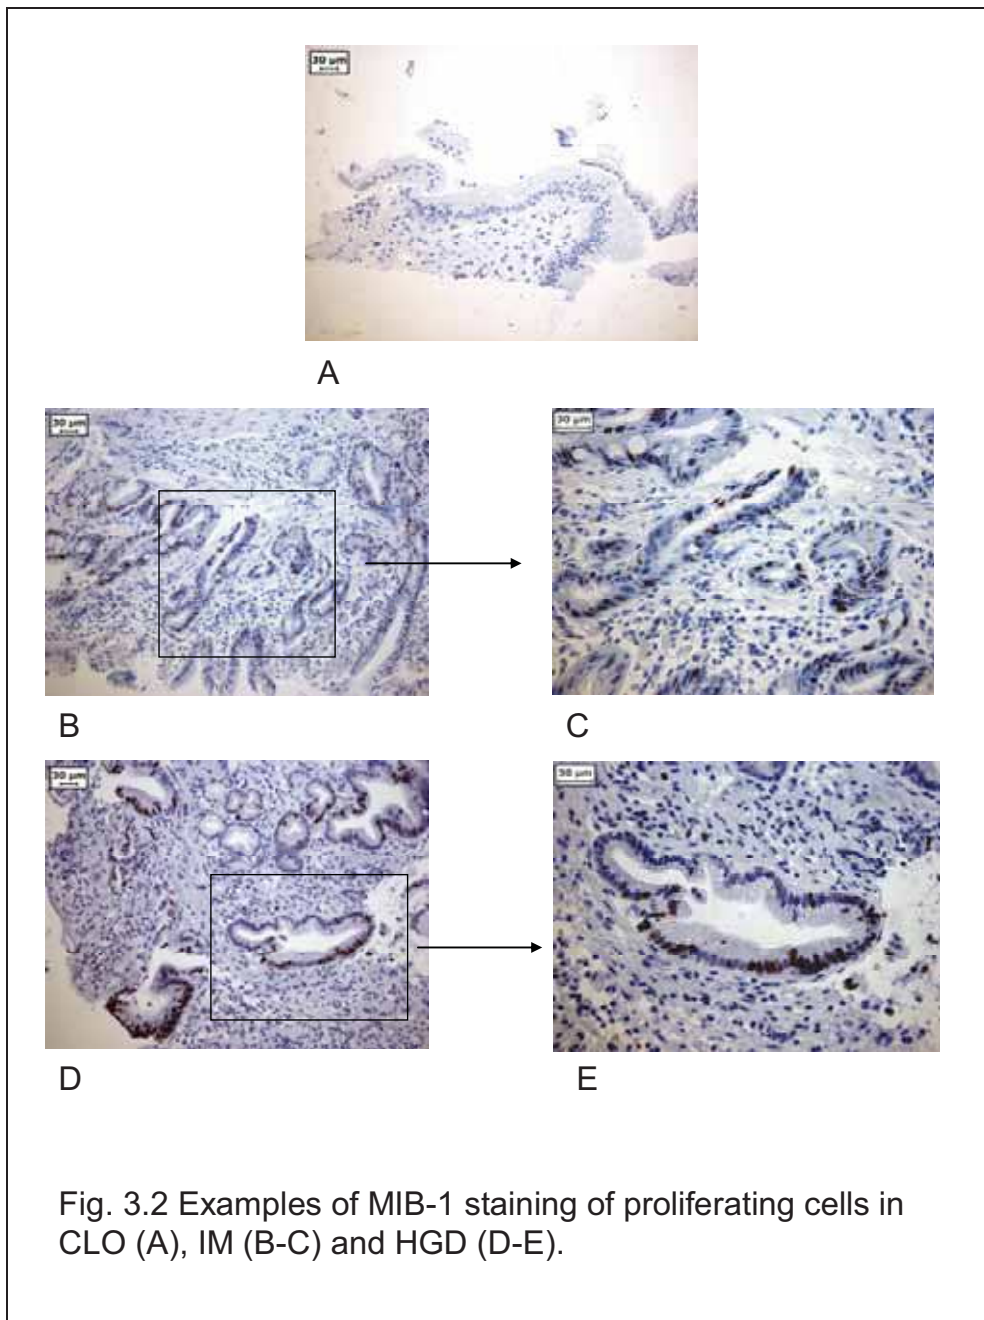 30 µm
A
30 µm
30 µm
B
C
30 µm
30 µm
D
E
Fig. 3.2 Examples of MIB-1 staining of proliferating cells in
CLO (A), IM (B-C) and HGD (D-E).